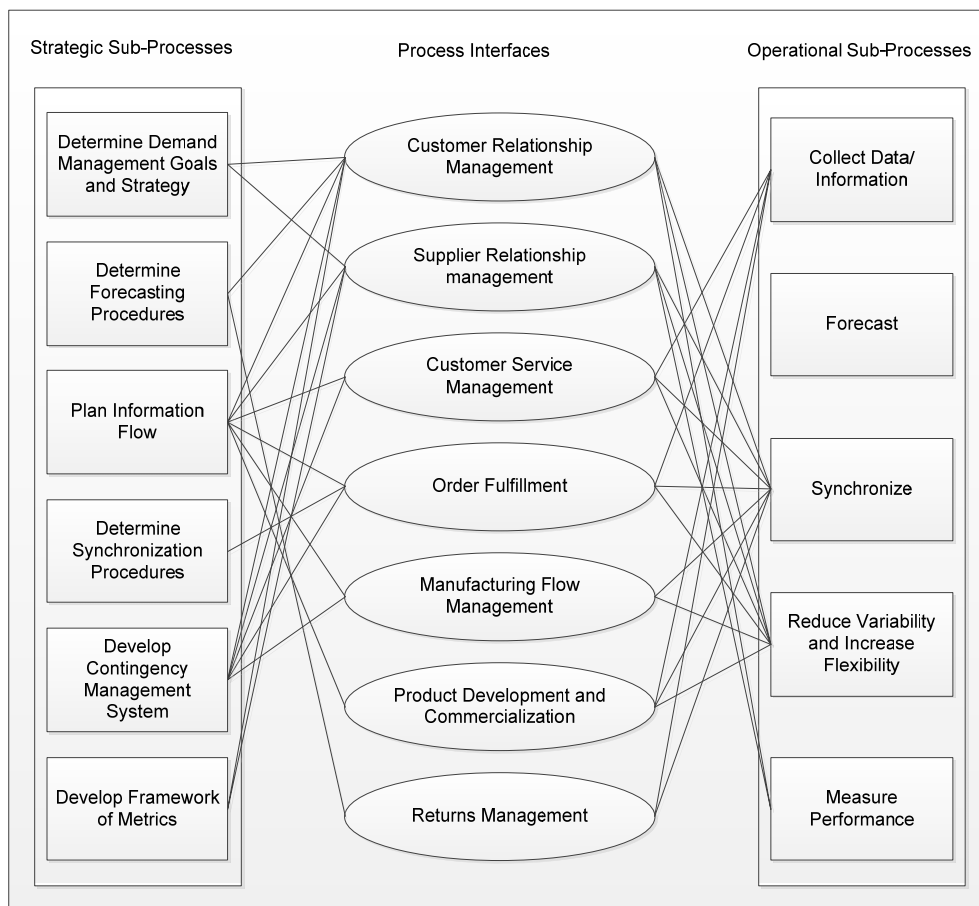 Strategic Sub-Processes
Process Interfaces
Operational Sub-Processes
Determine Demand
Management Goals
and Strategy
Determine
Forecasting
Procedures
Plan Information
Flow
Determine
Synchronization
Procedures
Develop
Contingency
Management
System
Develop Framework
of Metrics
Customer Relationship
Management
Supplier Relationship
management
Customer Service
Management
Order Fulfillment
Manufacturing Flow
Management
Product Development and
Commercialization
Returns Management
Collect Data/
Information
Forecast
Synchronize
Reduce Variability
and Increase
Flexibility
Measure
Performance